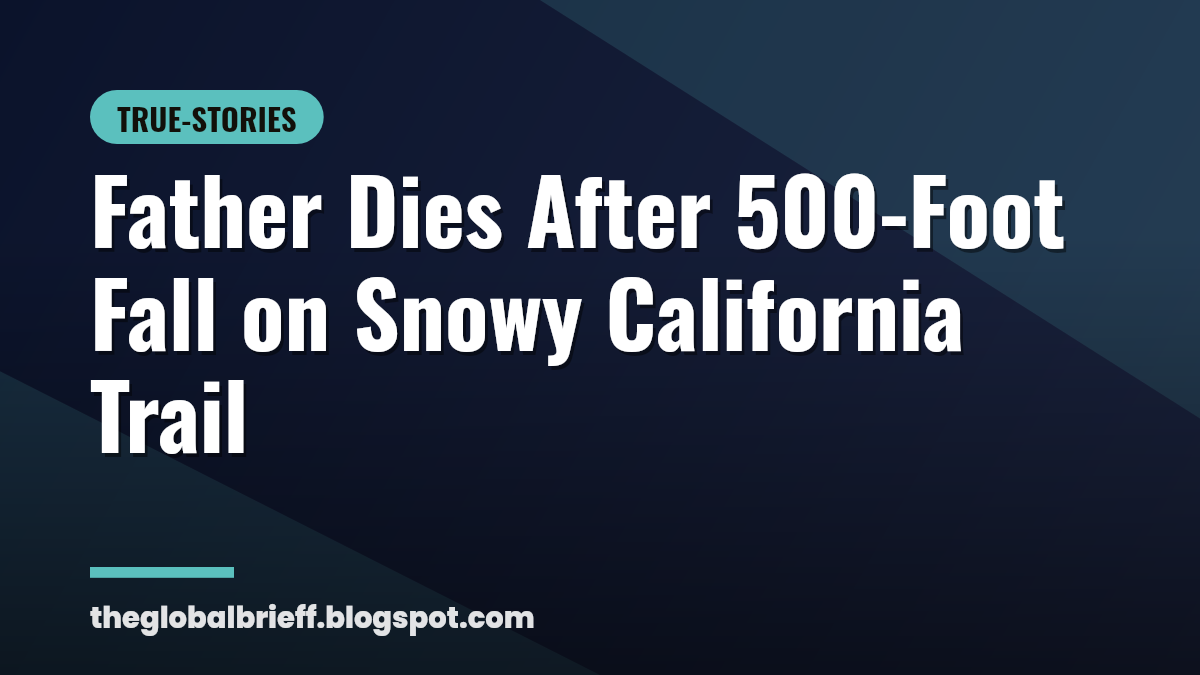 TRUE-STORIES
Father Dies After 500-Foot
Fall on Snowy California
Trail
theglobalbrieff.blogspot.com